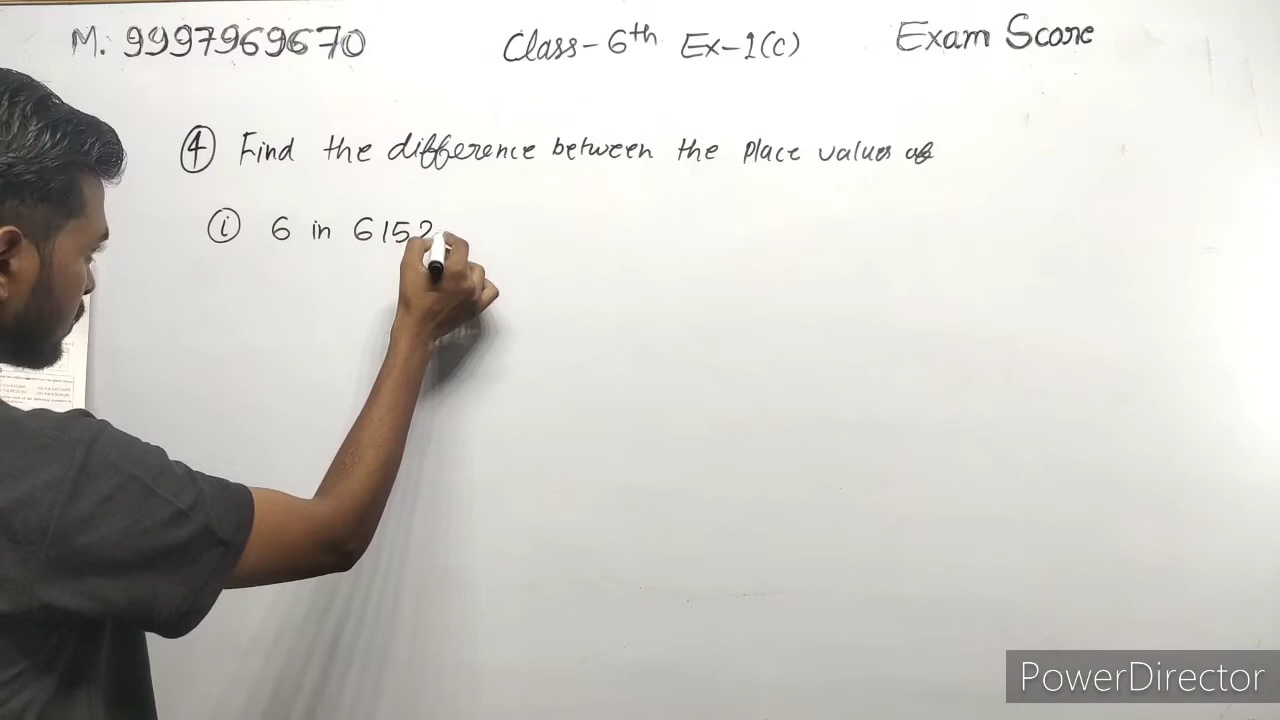 M. 9997969670 Class-6th Ex-1(C) Exam Score
④ Find the difference between the place values of
ⓘ 6 in 6152
PowerDirector